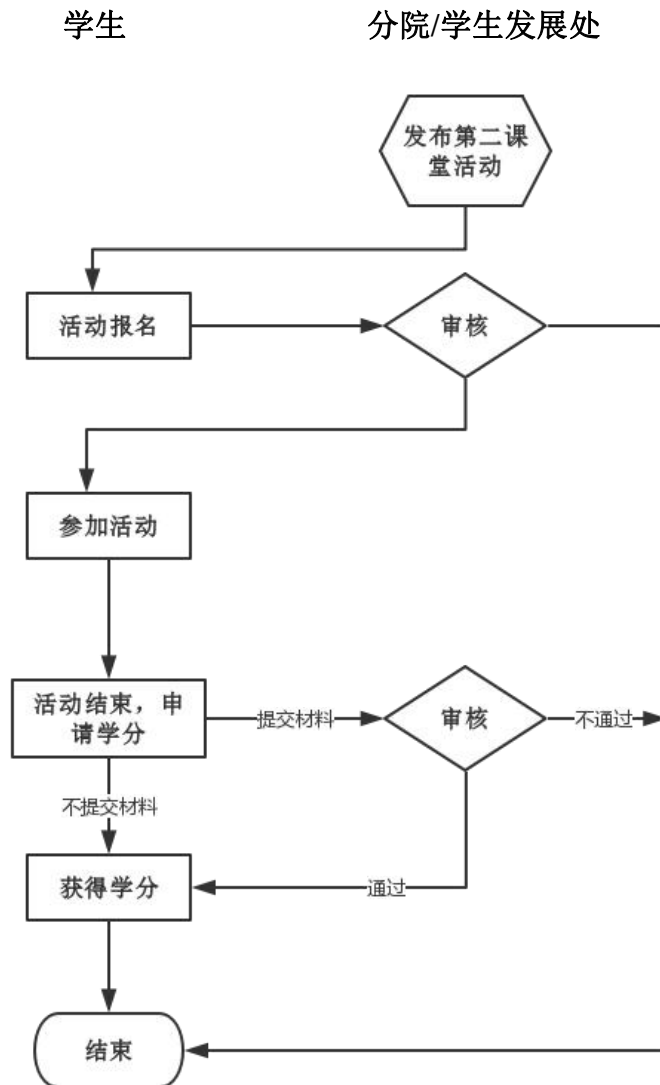 学生
分院/学生发展处
发布第二课
堂活动
活动报名
审核
参加活动
活动结束，申
请学分
提交材料
审核
不通过
不提交材料
获得学分
通过
结束